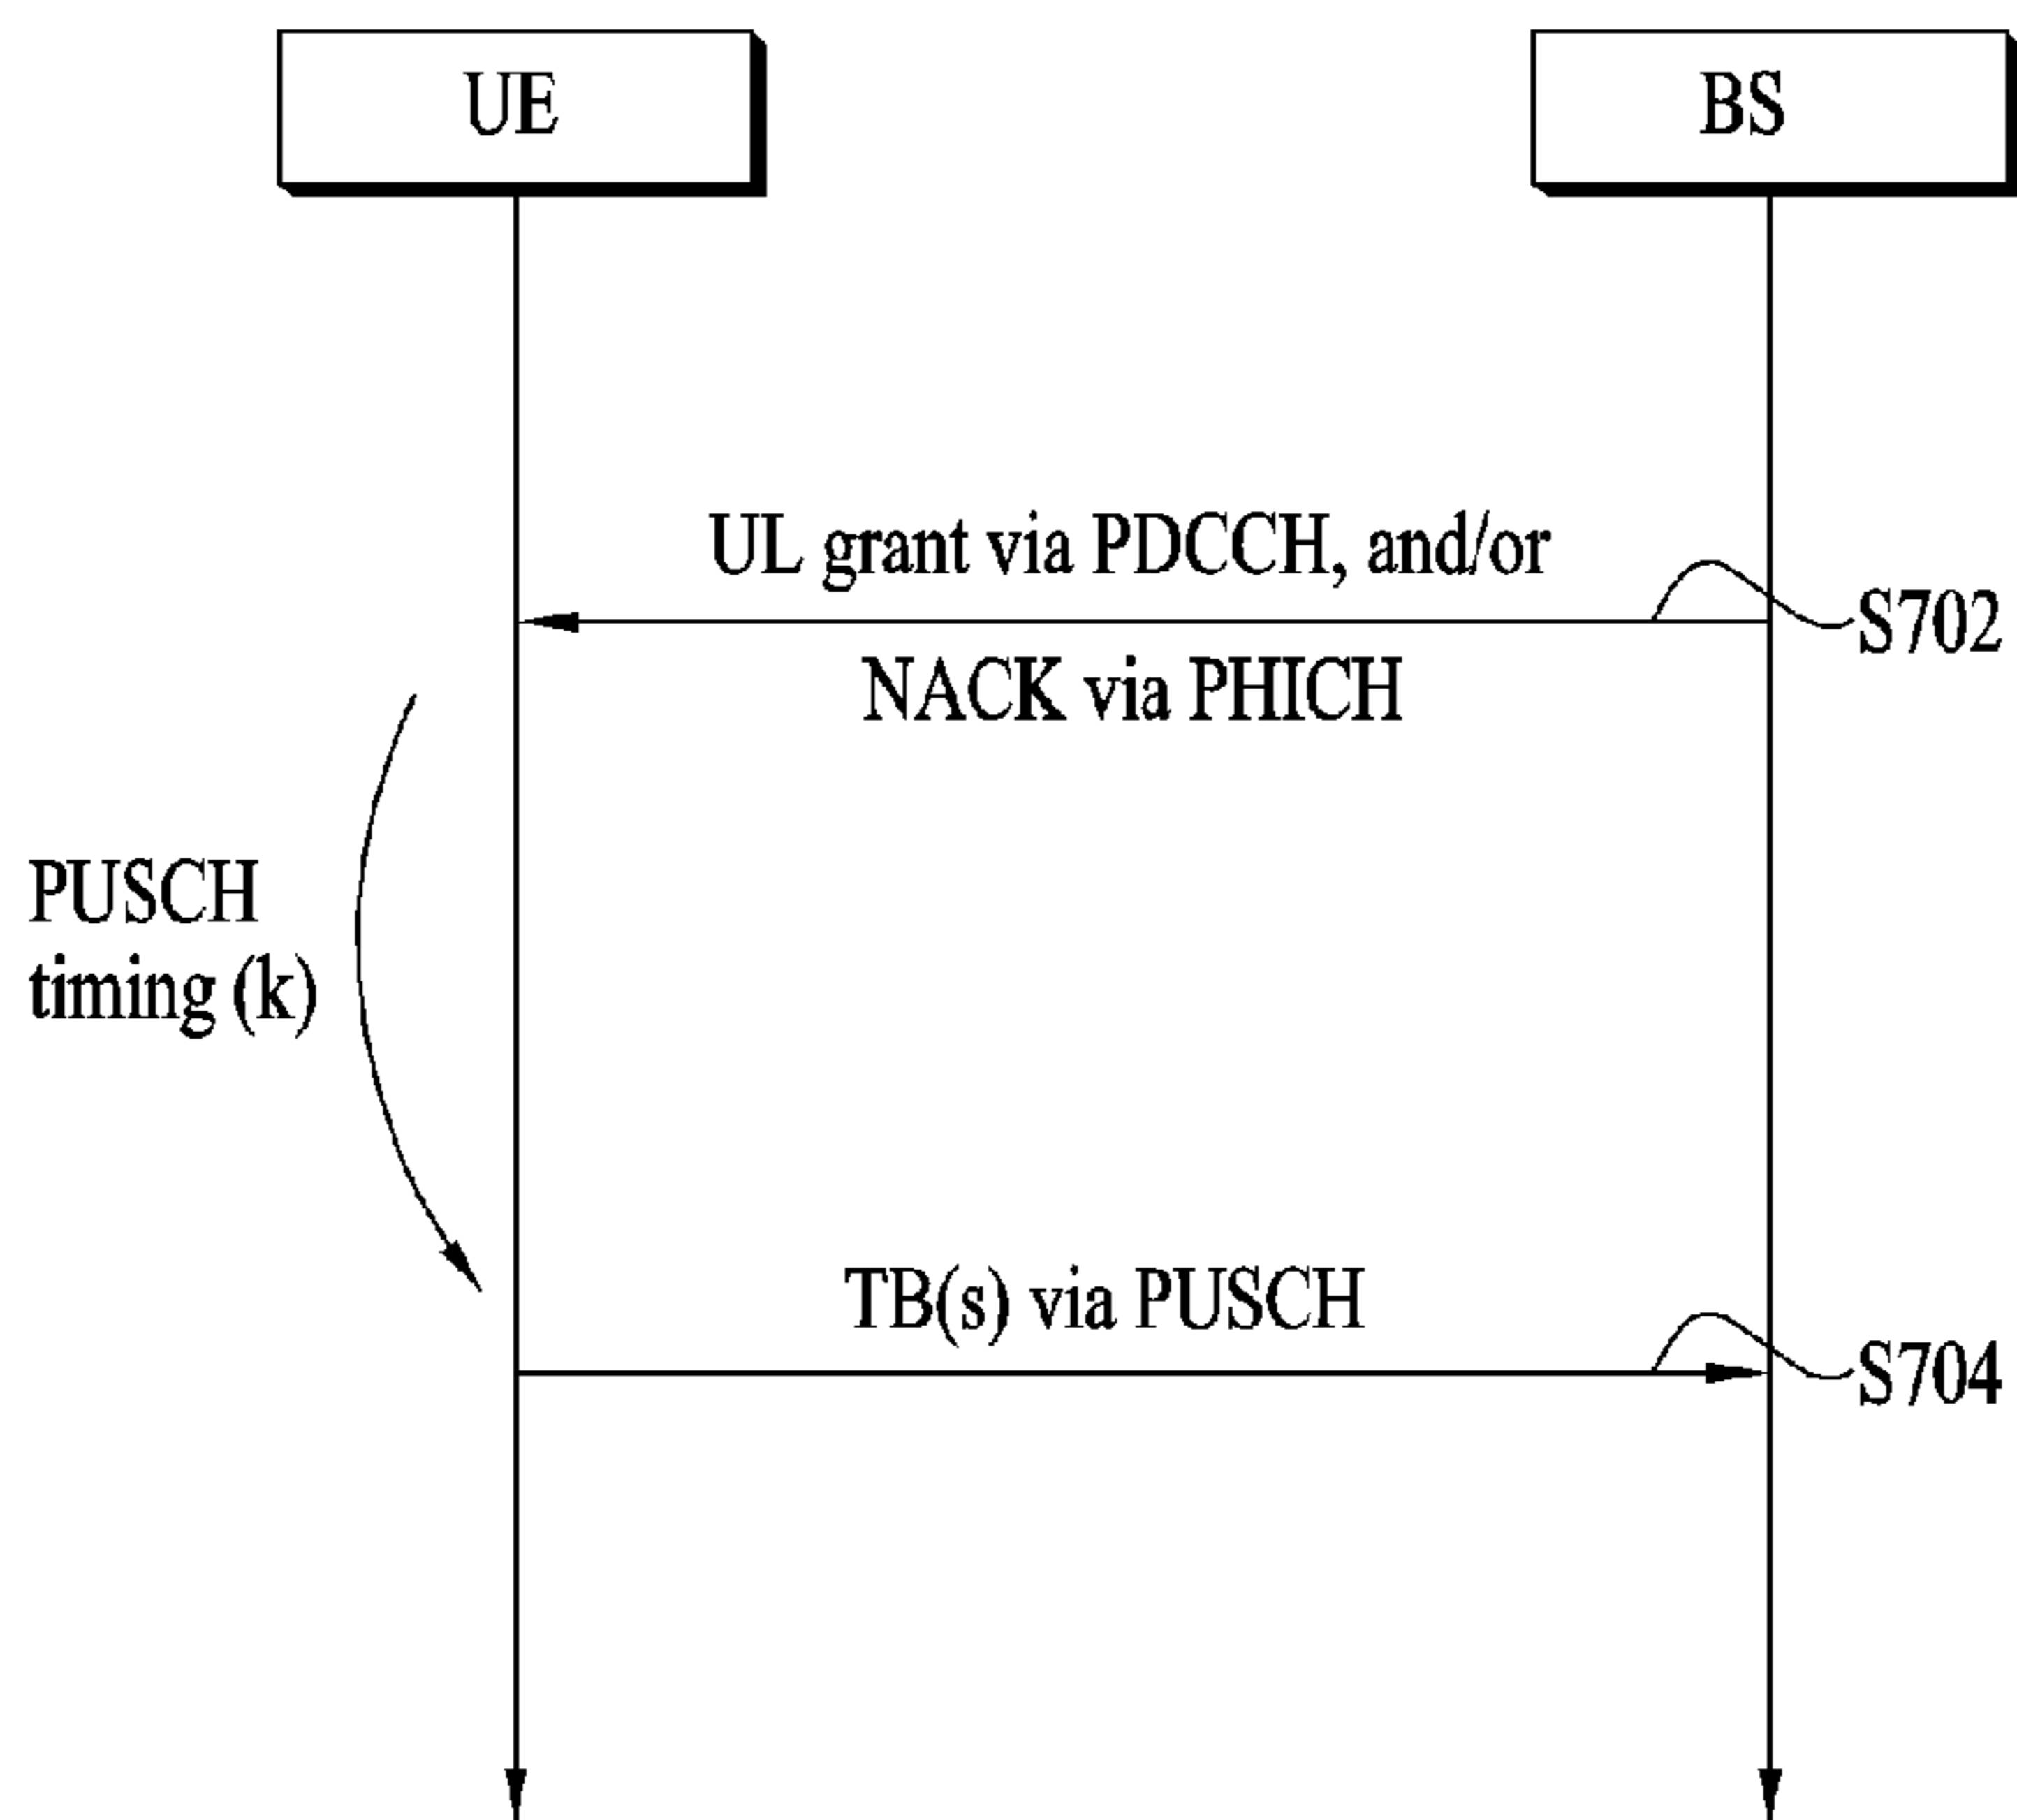 UE
BS
UL grant via PDCCH, and/or
S702
NACK via PHICH
PUSCH
timing (k)
TB(s) via PUSCH
S704